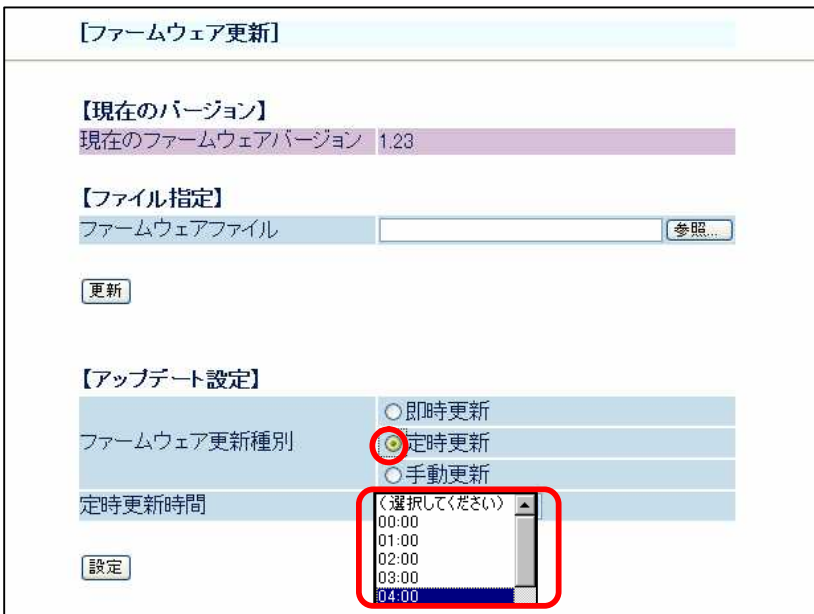 [ファームウェア更新]
【現在のバージョン】
現在のファームウェアバージョン 1.23
【ファイル指定】
ファームウェアファイル 参照...
更新
【アップデート設定】
ファームウェア更新種別
即時更新
定時更新
手動更新
定時更新時間
(選択してください)
00:00
01:00
02:00
03:00
04:00
設定